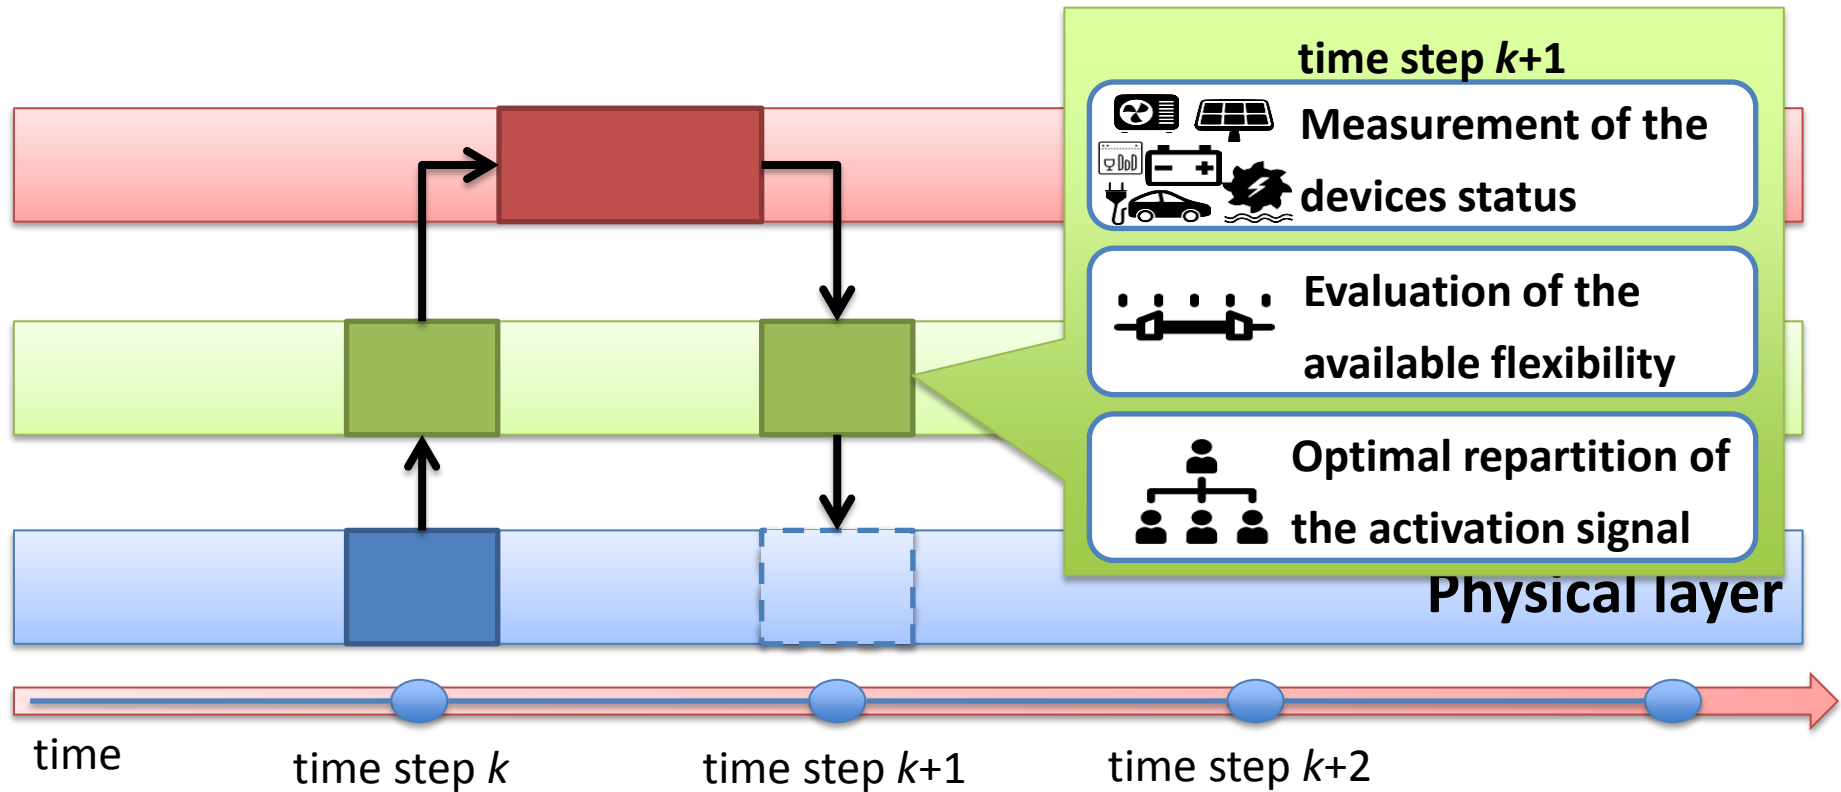 time step k+1
Measurement of the
devices status
Evaluation of the
available flexibility
Optimal repartition of
the activation signal
Physical layer
time
time step k
time step k+1
time step k+2